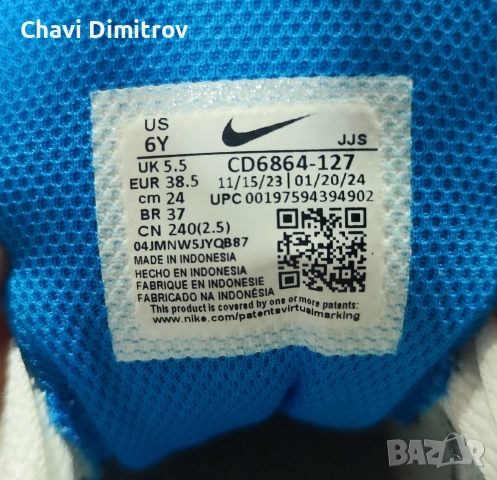 Chavi Dimitrov
US
6Y
JJS
UK 5.5
CD6864-127
EUR 38.5
11/15/23 | 01/20/24
cm 24
UPC 00197594394902
BR 37
CN 240(2.5)
04JMNW5JYQB87
MADE IN INDONESIA
HECHO EN INDONESIA
FABRIQUE EN INDONESIE
FABRICADO NA INDONESIA
This product is covered by one or more patents:
www.nike.com/patentsvirtualmarking
BAZAR